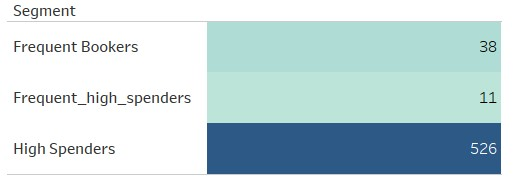 Segment
Frequent Bookers 38
Frequent_high_spenders 11
High Spenders 526